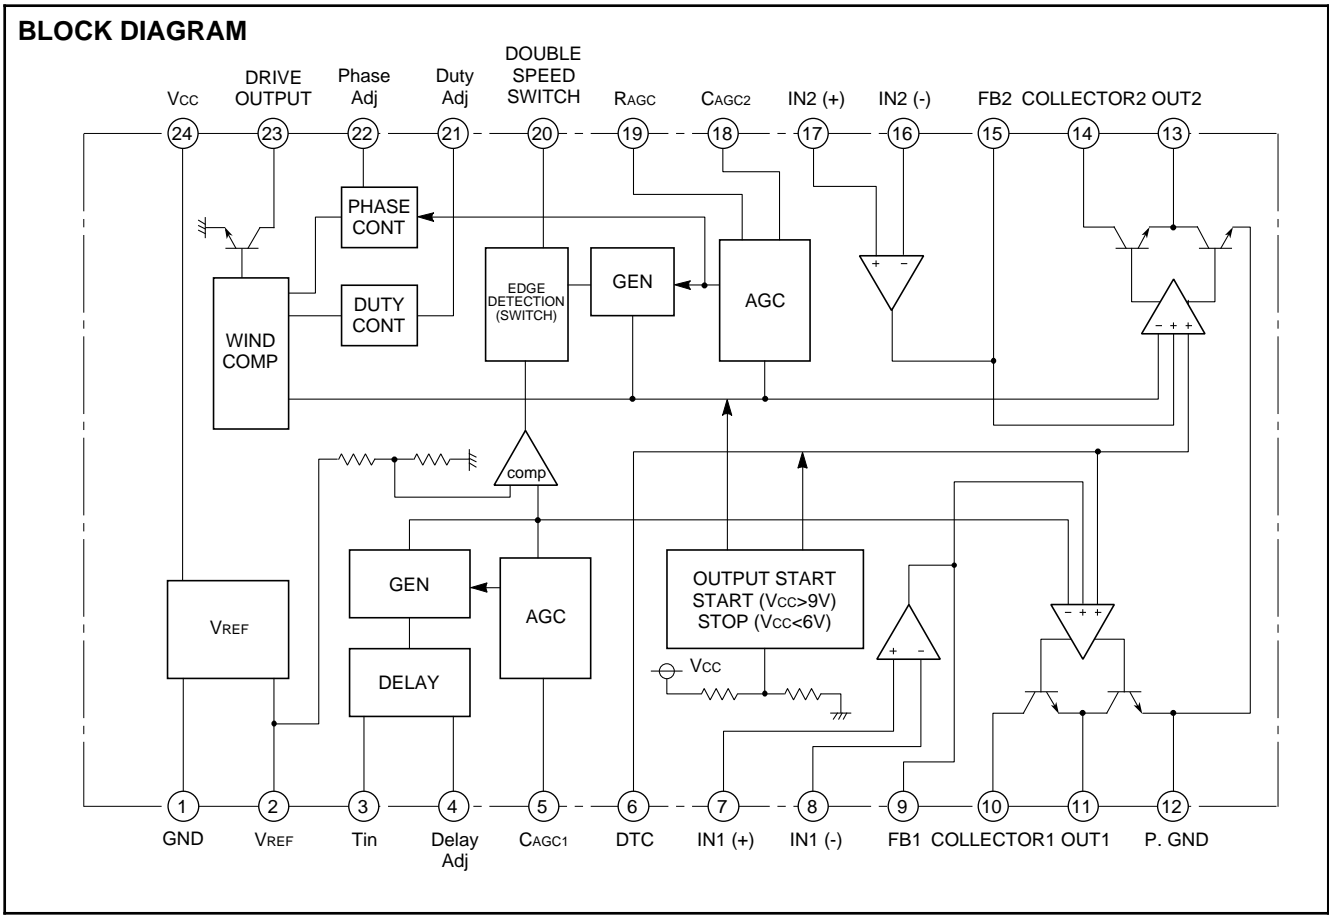 BLOCK DIAGRAM
VCC
DRIVE
OUTPUT
Phase
Adj
Duty
Adj
DOUBLE
SPEED
SWITCH
RAGC
CAGC2
IN2 (+)
IN2 (-)
FB2
COLLECTOR2
OUT2
24
23
22
21
20
19
18
17
16
15
14
13
PHASE
CONT
DUTY
CONT
WIND
COMP
EDGE
DETECTION
(SWITCH)
GEN
AGC
+ −
− + +
comp
GEN
AGC
DELAY
VREF
OUTPUT START
START (VCC>9V)
STOP (VCC<6V)
VCC
+ −
− + +
1
2
3
4
5
6
7
8
9
10
11
12
GND
VREF
Tin
Delay
Adj
CAGC1
DTC
IN1 (+)
IN1 (-)
FB1
COLLECTOR1
OUT1
P. GND